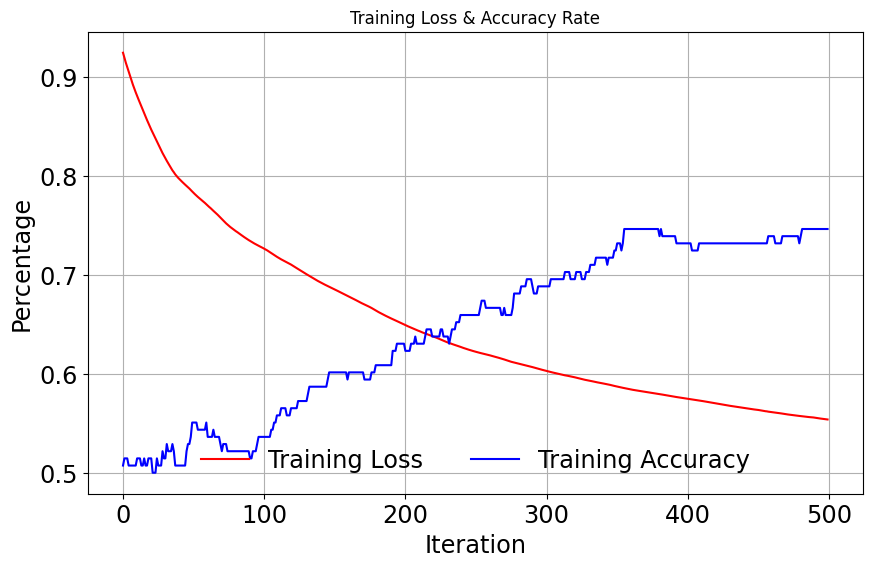 Training Loss & Accuracy Rate
Percentage
0.9
0.8
0.7
0.6
0.5
Training Loss
Training Accuracy
0
100
200
300
400
500
Iteration